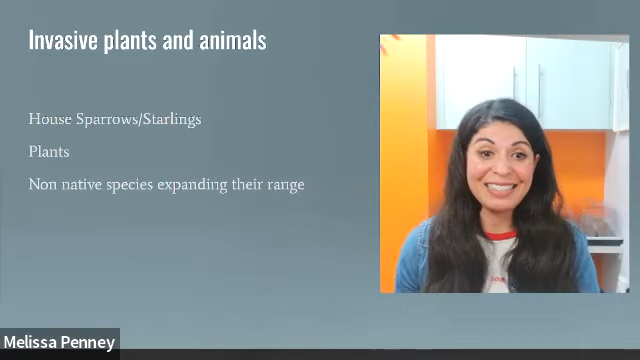 Invasive plants and animals
House Sparrows/Starlings
Plants
Non native species expanding their range
Melissa Penney